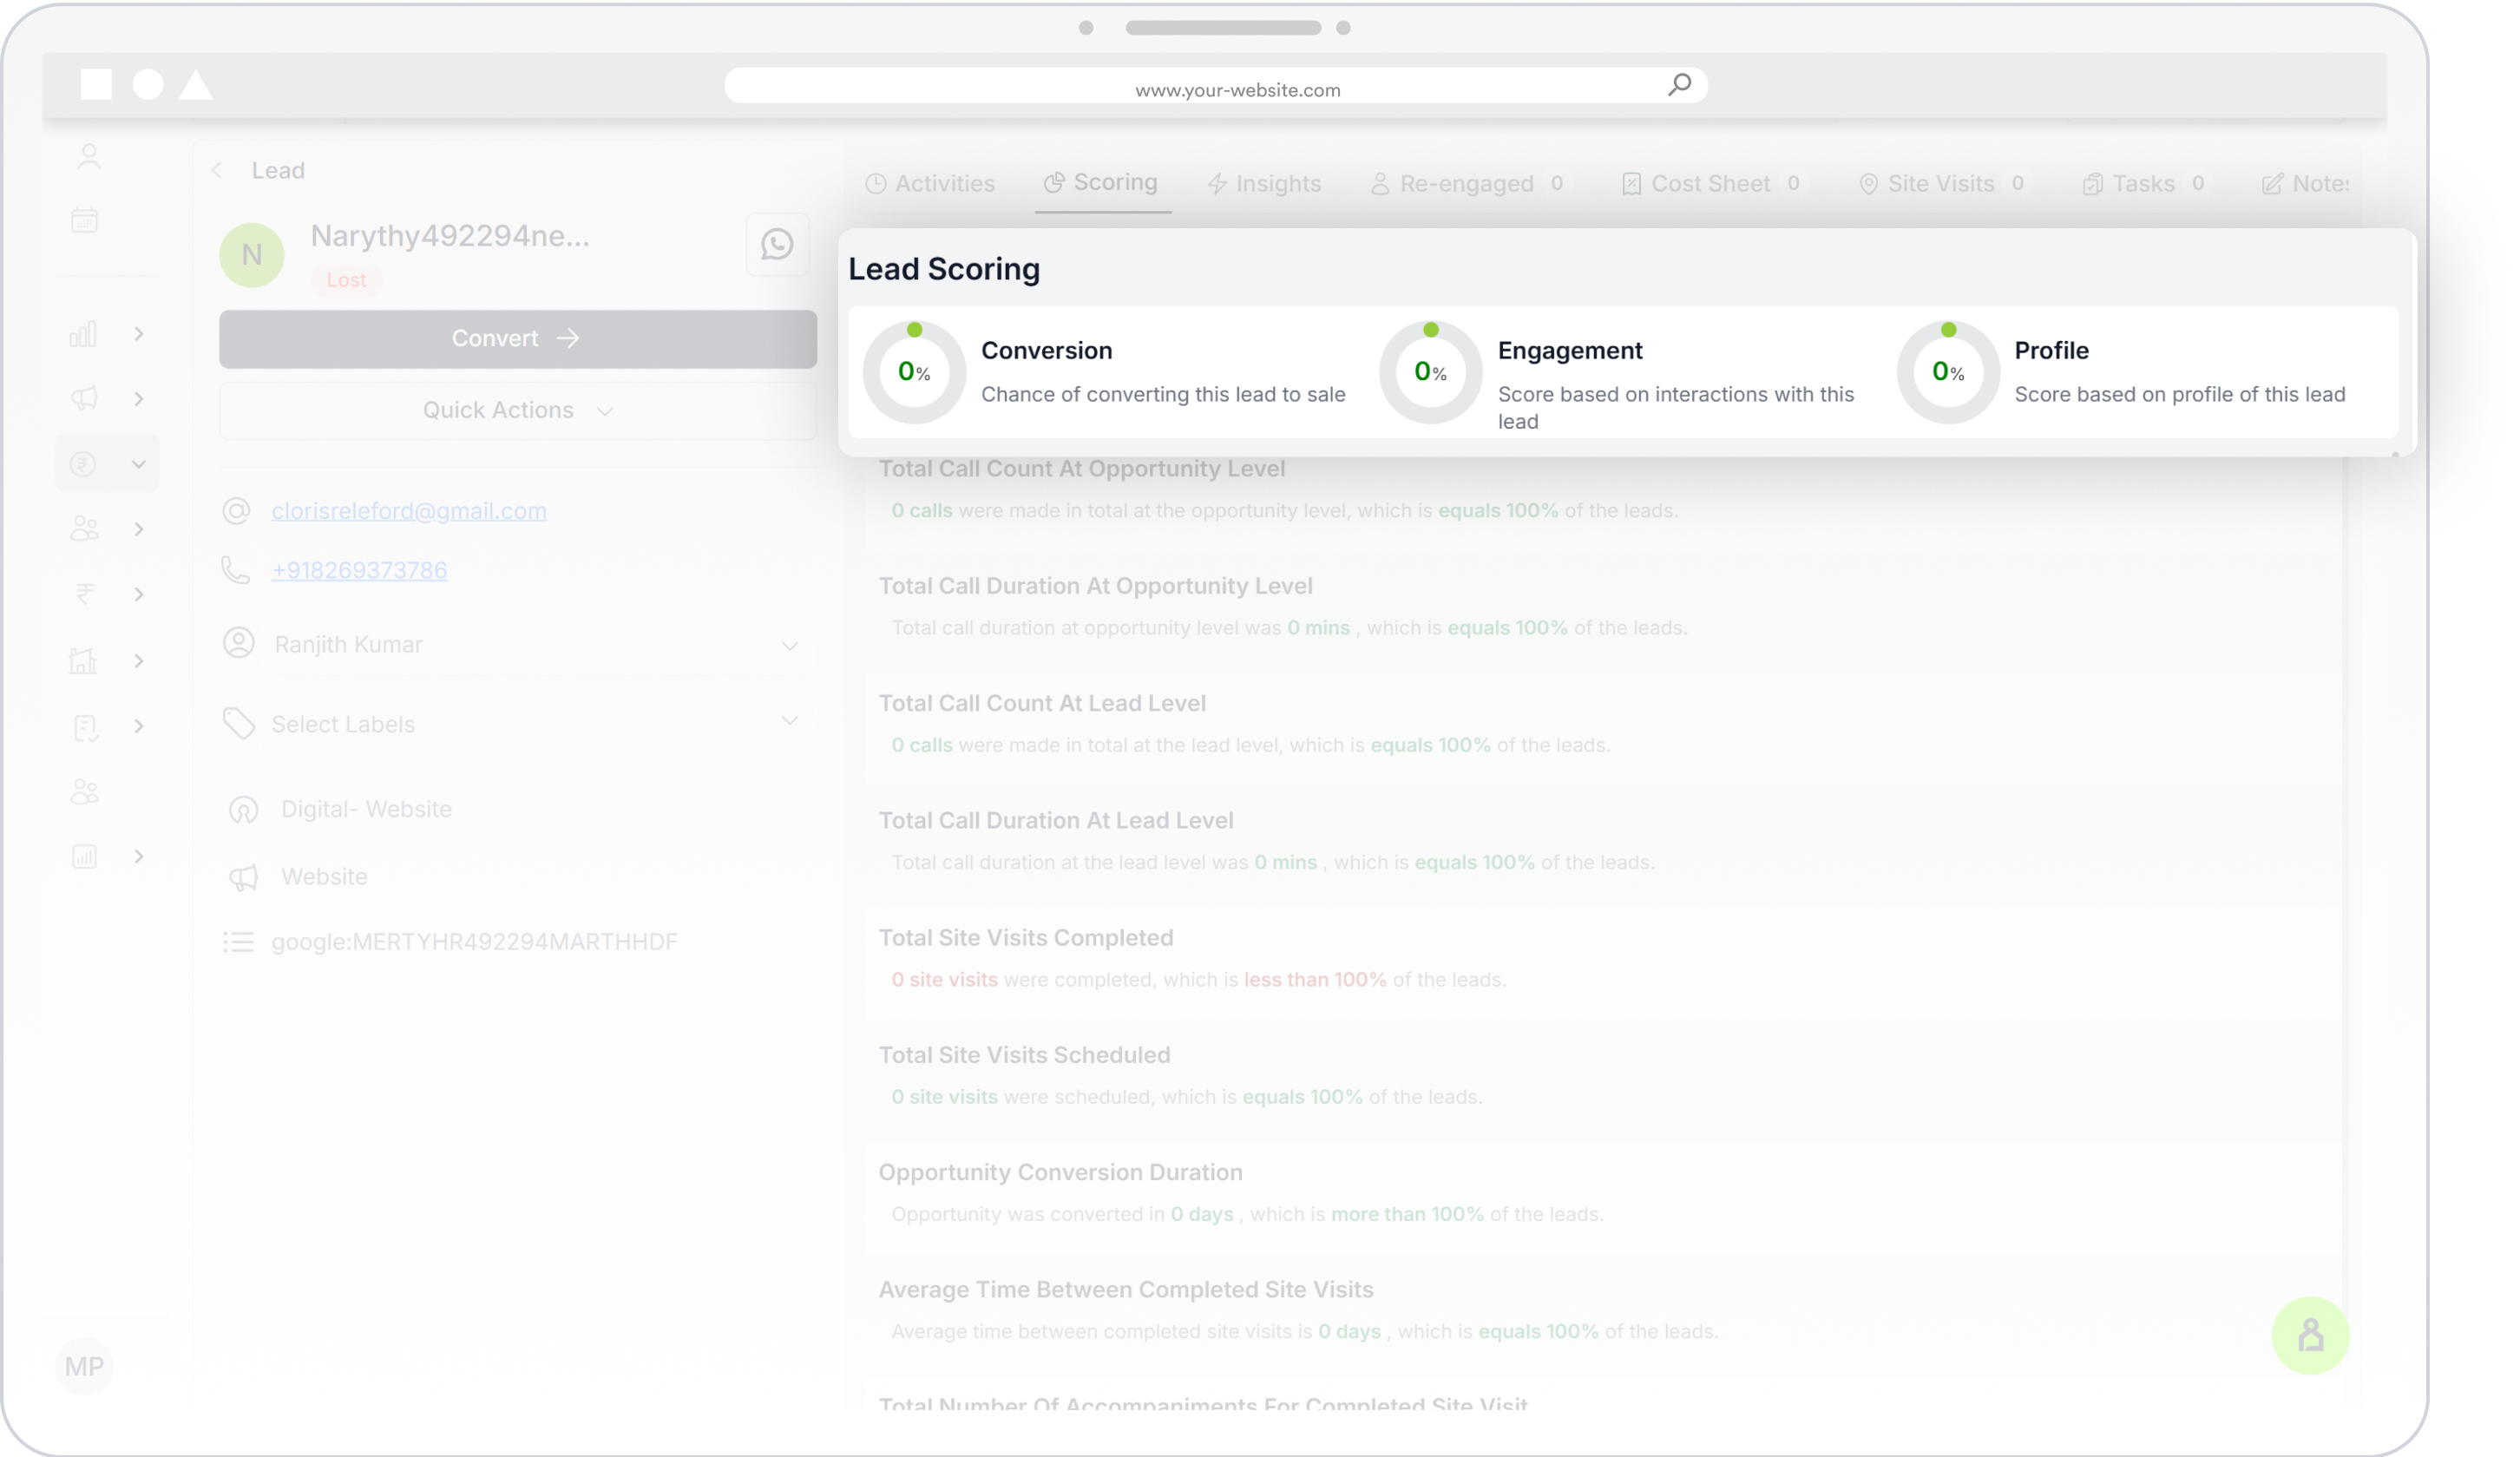 www.your-website.com
Lead
N
Narythy492294ne...
Lost
Convert
Quick Actions
clorisreleford@gmail.com
+918269373786
Ranjith Kumar
Select Labels
Digital- Website
Website
google:MERTYHR492294MARTHHDF
MP
Activities
Scoring
Insights
Re-engaged 0
Cost Sheet 0
Site Visits 0
Tasks 0
Notes
Lead Scoring
0%
Conversion
Chance of converting this lead to sale
0%
Engagement
Score based on interactions with this
lead
0%
Profile
Score based on profile of this lead
Total Call Count At Opportunity Level
0 calls were made in total at the opportunity level, which is equals 100% of the leads.
Total Call Duration At Opportunity Level
Total call duration at opportunity level was 0 mins , which is equals 100% of the leads.
Total Call Count At Lead Level
0 calls were made in total at the lead level, which is equals 100% of the leads.
Total Call Duration At Lead Level
Total call duration at the lead level was 0 mins , which is equals 100% of the leads.
Total Site Visits Completed
0 site visits were completed, which is less than 100% of the leads.
Total Site Visits Scheduled
0 site visits were scheduled, which is equals 100% of the leads.
Opportunity Conversion Duration
Opportunity was converted in 0 days , which is more than 100% of the leads.
Average Time Between Completed Site Visits
Average time between completed site visits is 0 days , which is equals 100% of the leads.
Total Number Of Accompaniments For Completed Site Visit